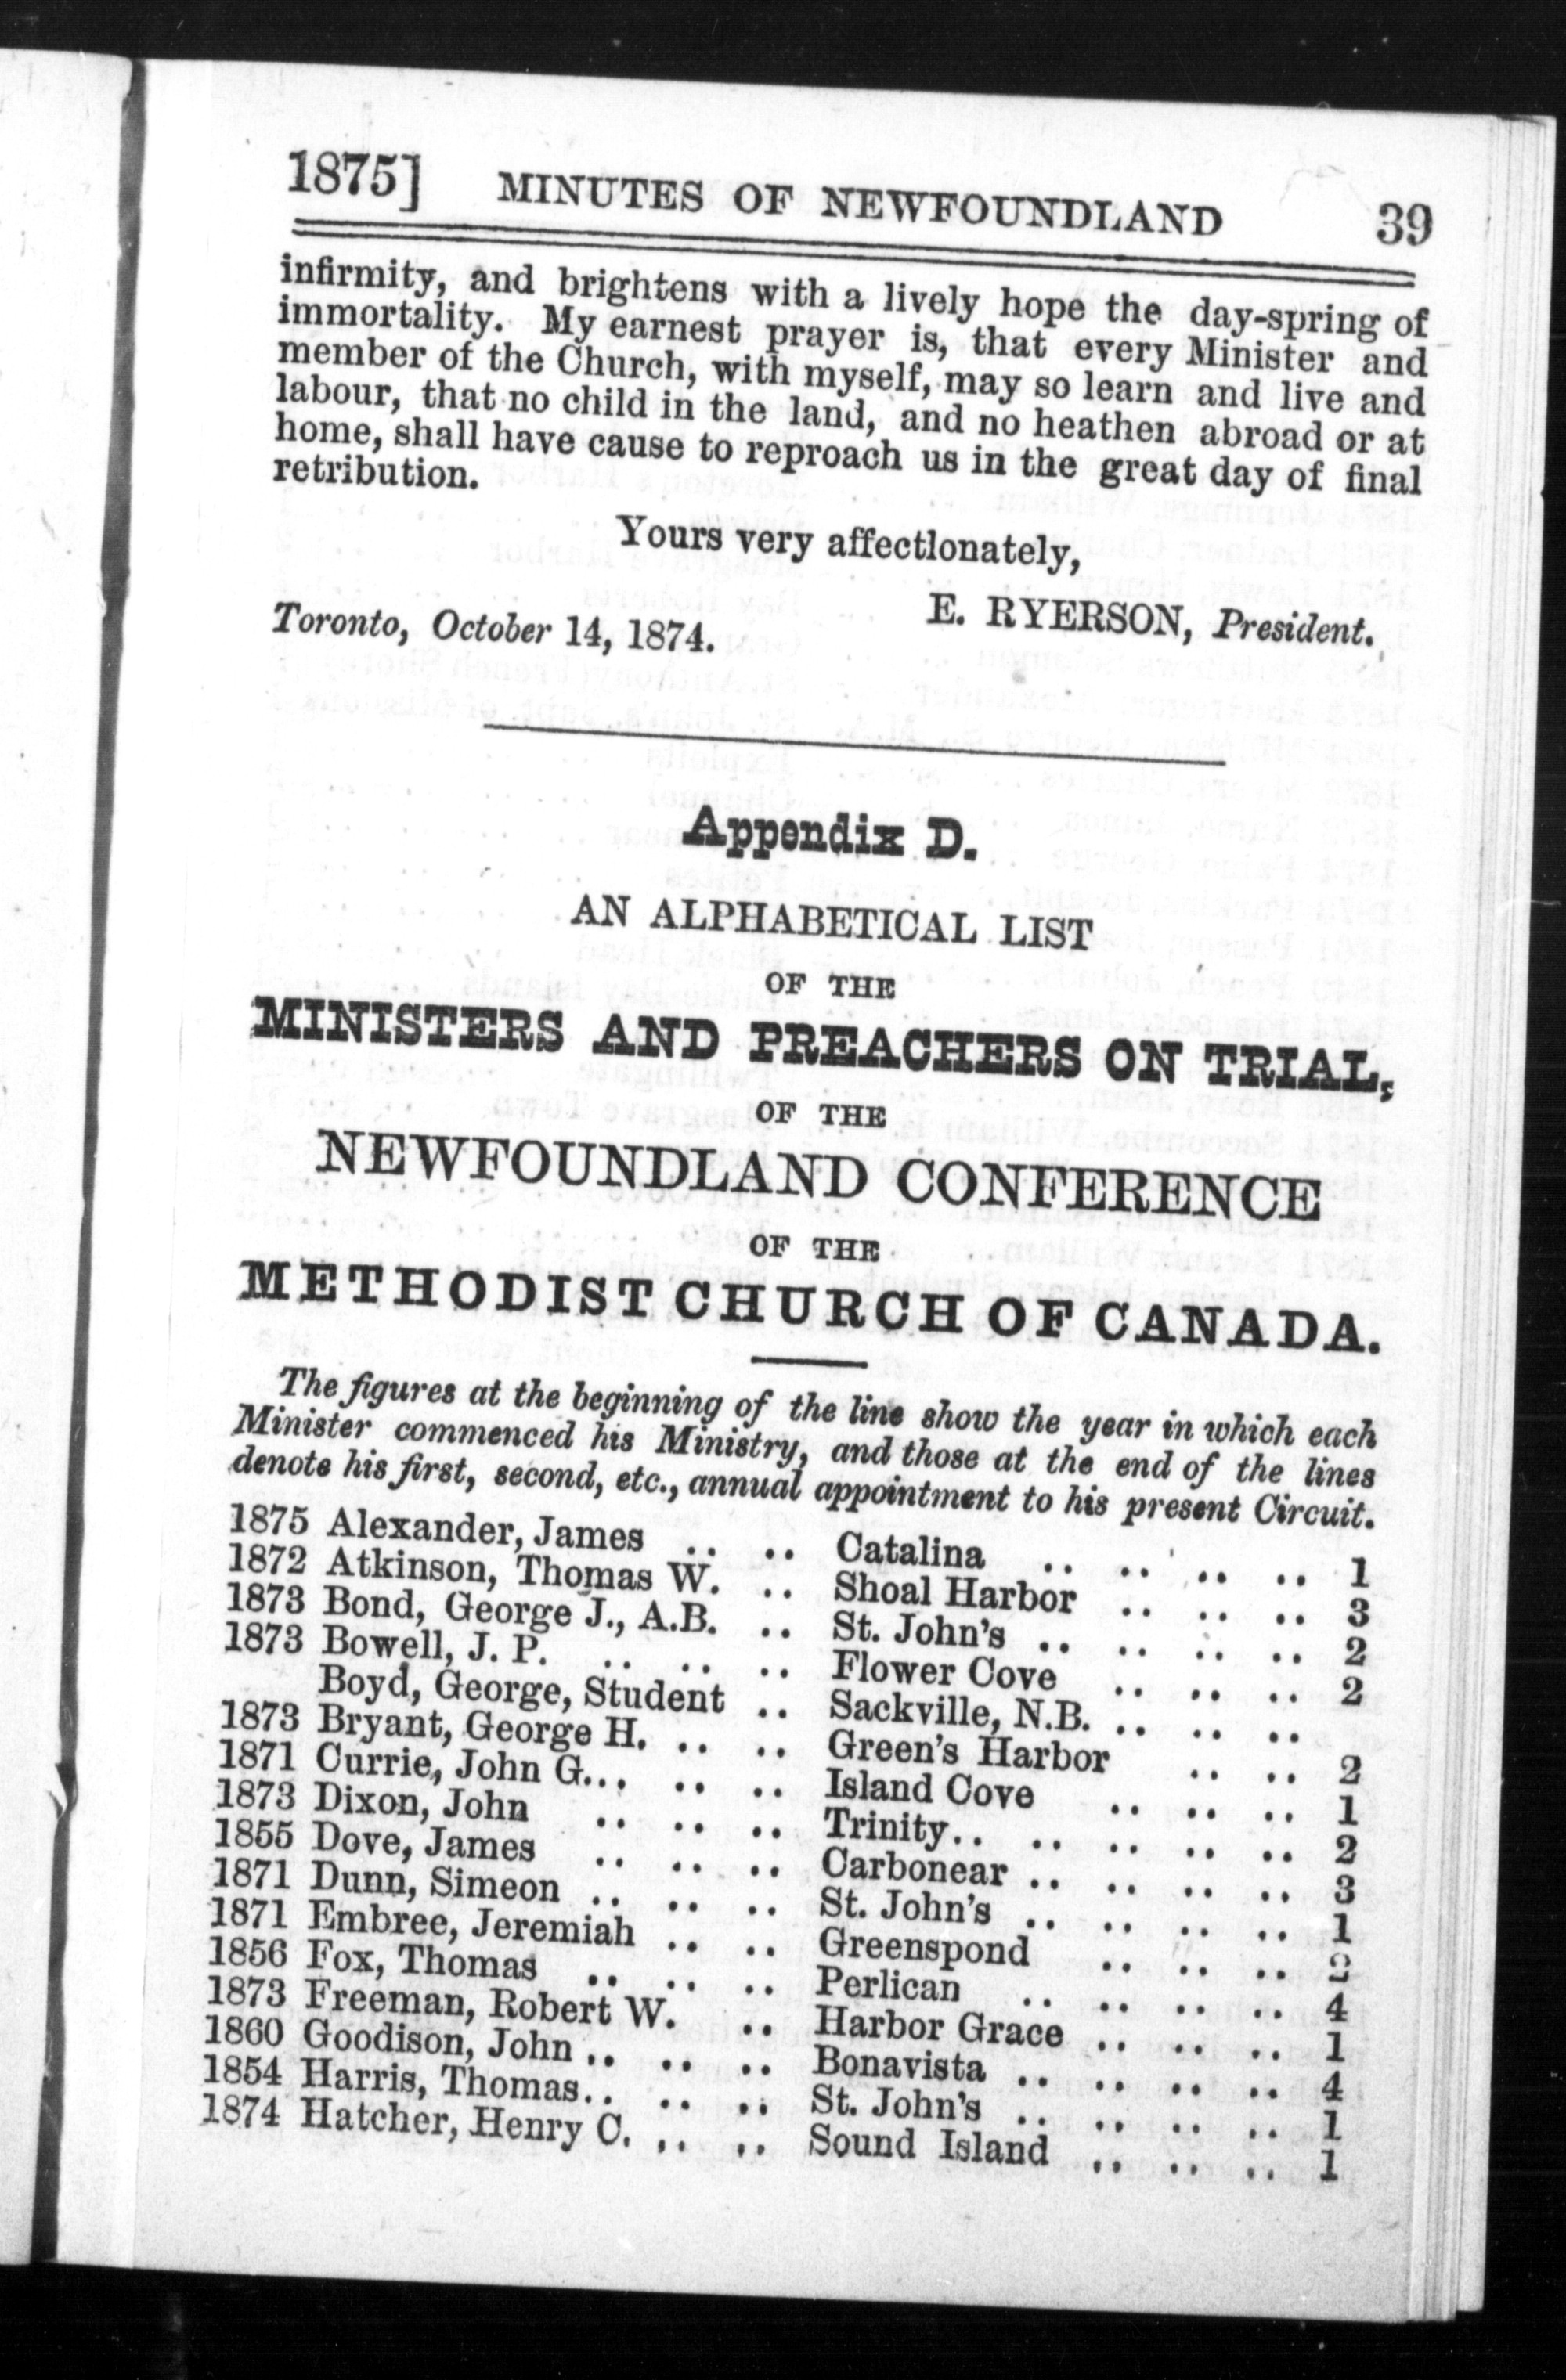 1875] MINUTES OF NEWFOUNDLAND 39
infirmity, and brightens with a lively hope the day-spring of
immortality. My earnest prayer is, that every Minister and
member of the Church, with myself, may so learn and live and
labour, that no child in the land, and no heathen abroad or at
home, shall have cause to reproach us in the great day of final
retribution.
Yours very affectlonately,
E. RYERSON, President.
Toronto, October 14, 1874.
Appendix D.
AN ALPHABETICAL LIST
OF THE
MINISTERS AND PREACHERS ON TRIAL,
OF THE
NEWFOUNDLAND CONFERENCE
OF THE
METHODIST CHURCH OF CANADA.
The figures at the beginning of the line show the year in which each
Minister commenced his Ministry, and those at the end of the lines
denote his first, second, etc., annual appointment to his present Circuit.
1875 Alexander, James .. .. Catalina .. .. .. .. 1
1872 Atkinson, Thomas W. .. Shoal Harbor .. .. .. 3
1873 Bond, George J., A.B. .. St. John's .. .. .. .. 2
1873 Bowell, J. P. .. .. .. Flower Cove .. .. .. 2
Boyd, George, Student .. Sackville, N.B. .. .. ..
1873 Bryant, George H. .. .. Green's Harbor .. .. 2
1871 Currie, John G... .. .. Island Cove .. .. .. 1
1873 Dixon, John .. .. .. Trinity.. .. .. .. .. 2
1855 Dove, James .. .. .. Carbonear .. .. .. .. 3
1871 Dunn, Simeon .. .. .. St. John's .. .. .. .. 1
1871 Embree, Jeremiah .. .. Greenspond .. .. .. 2
1856 Fox, Thomas .. .. .. Perlican .. .. .. .. 4
1873 Freeman, Robert W. .. Harbor Grace .. .. .. 1
1860 Goodison, John .. .. .. Bonavista .. .. .. .. 4
1854 Harris, Thomas.. .. .. St. John's .. .. .. .. 1
1874 Hatcher, Henry C. .. .. Sound Island .. .. .. 1